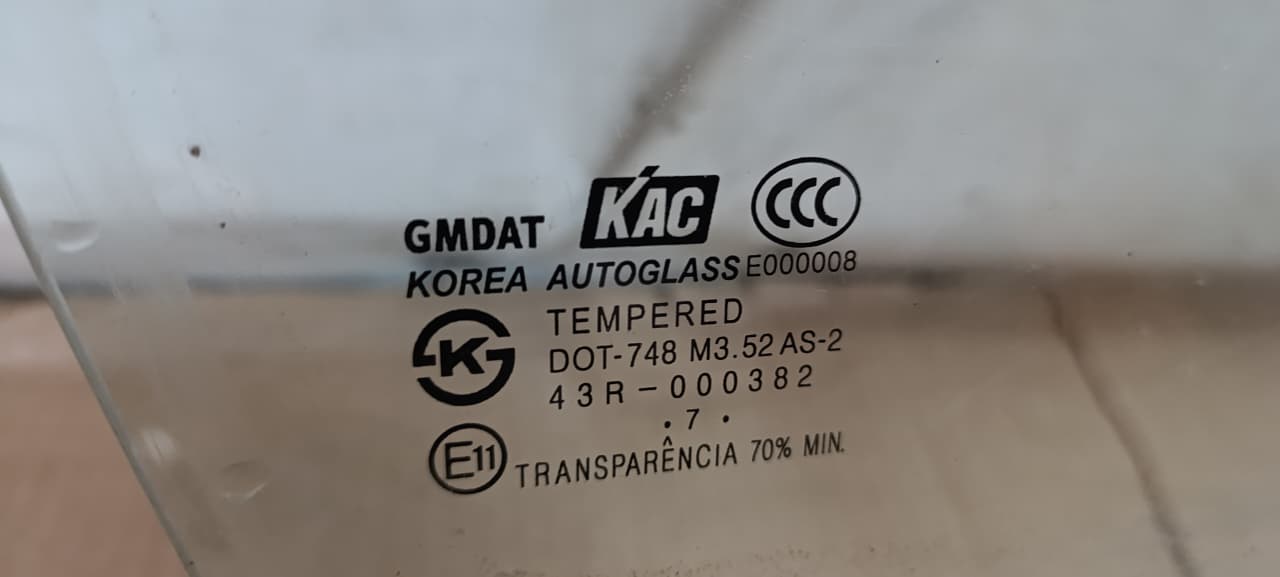 GMDAT KAC CCC
KOREA AUTOGLASS E000008
TEMPERED
K DOT-748 M3.52 AS-2
43R-000382
.7.
E11 TRANSPARÊNCIA 70% MIN.